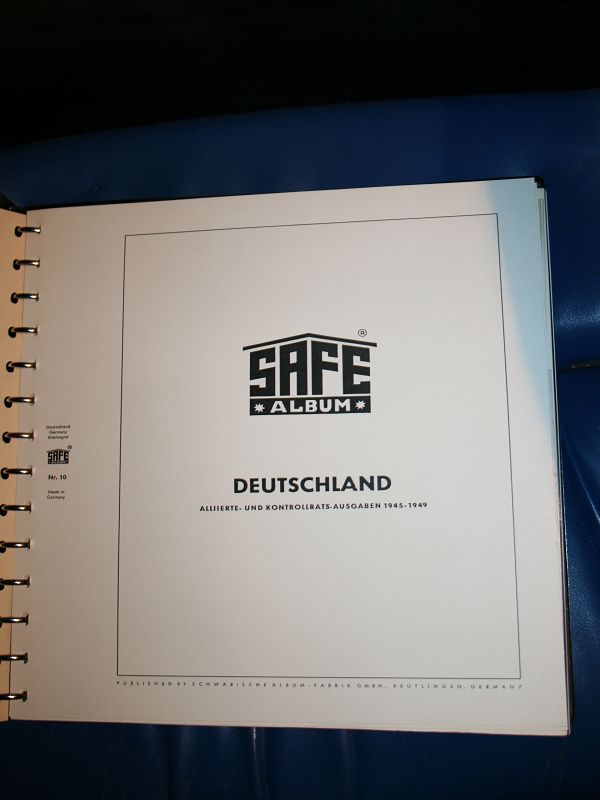 SAFE ®
* ALBUM *
DEUTSCHLAND
ALLIIERTE- UND KONTROLLRATS-AUSGABEN 1945-1949
Deutschland
Germany
Allemagne
SAFE ®
ALBUM
Nr. 10
Made in
Germany
PUBLISHED BY SCHWÄBISCHE ALBUM-FABRIK GMBH., REUTLINGEN, GERMANY